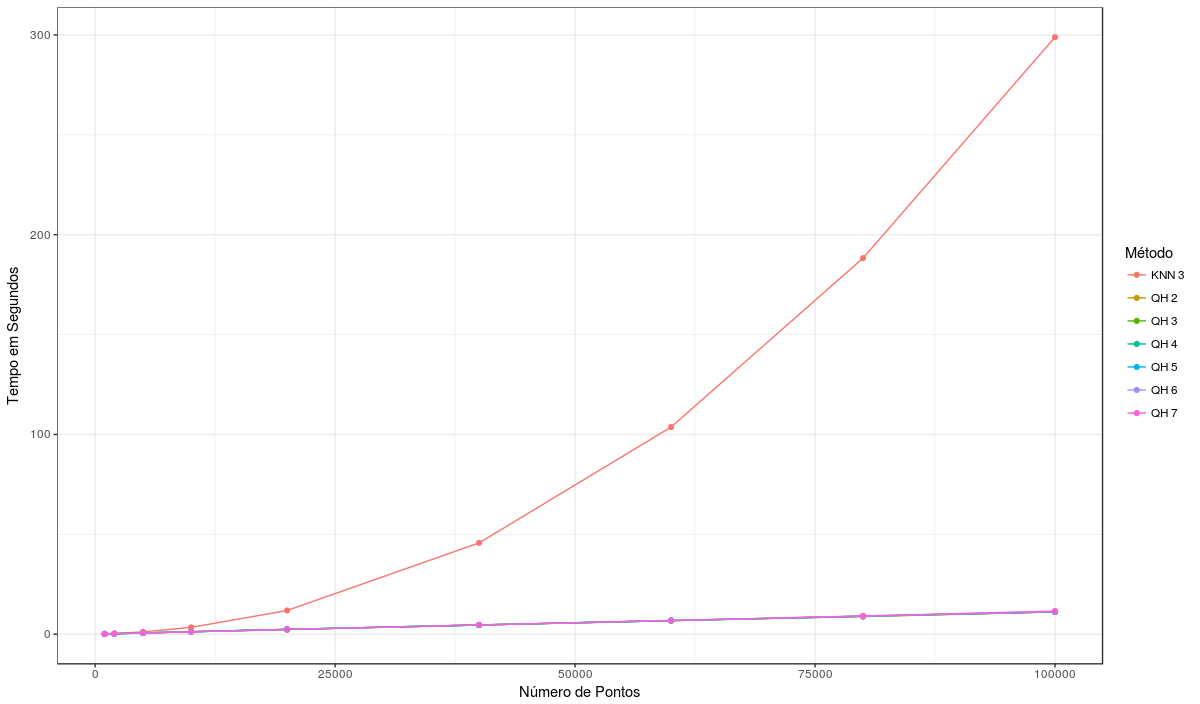 300
200
100
0
Tempo em Segundos
0
25000
50000
75000
100000
Número de Pontos
Método
KNN 3
QH 2
QH 3
QH 4
QH 5
QH 6
QH 7